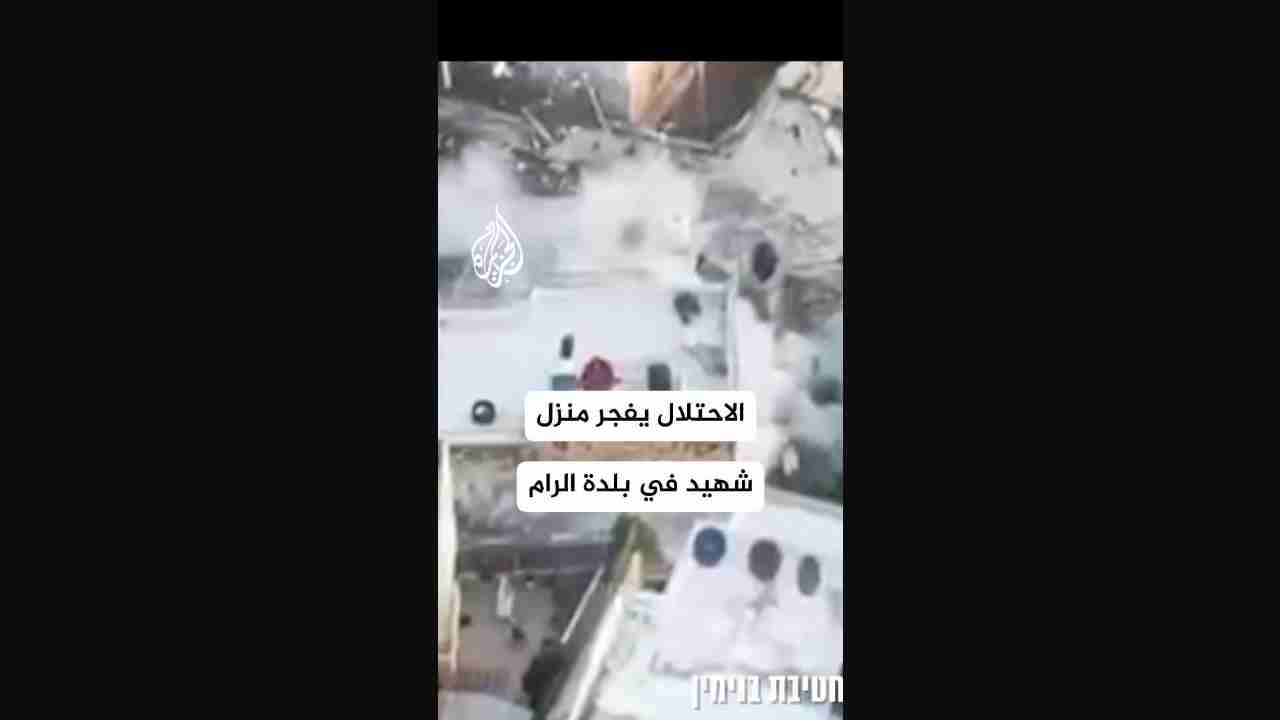 الجزيرة
الاحتلال يفجر منزل
شهيد في بلدة الرام
חטיבת בנימין